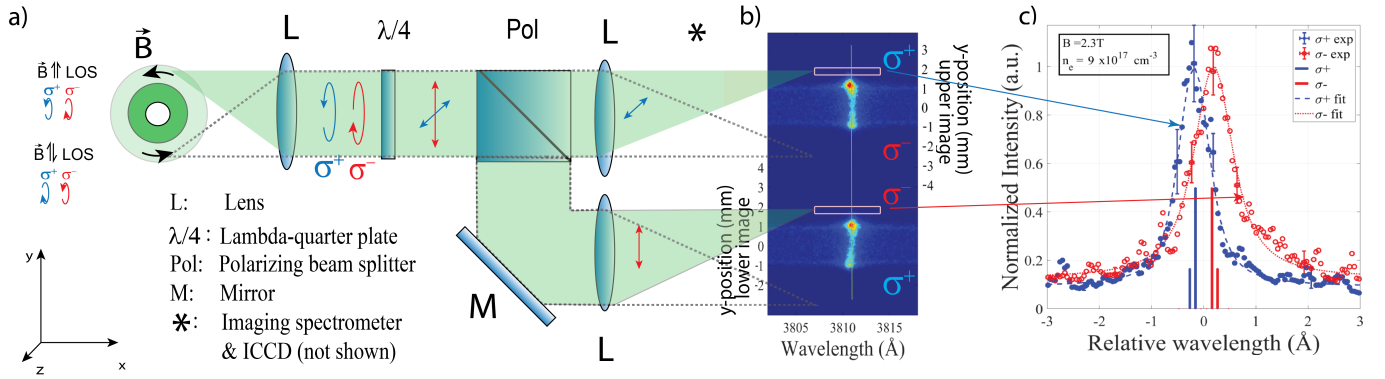 a)
B
L
λ/4
Pol
L
*
B ⇈ LOS
σ+ σ-
B ⇅ LOS
σ+ σ-
σ+ σ-
L: Lens
λ/4 : Lambda-quarter plate
Pol: Polarizing beam splitter
M: Mirror
*: Imaging spectrometer
& ICCD (not shown)
y
x
z
M
L
b)
σ+
σ-
σ-
σ+
3
2
1
0
-1
-2
-3
-4
y-position (mm)
upper image
4
3
2
1
0
-1
-2
y-position (mm)
lower image
3805 3810 3815
Wavelength (Å)
c)
B =2.3T
n_e = 9 x10^17 cm^-3
σ+ exp
σ- exp
σ+
σ-
σ+ fit
σ- fit
Normalized Intensity (a.u.)
1
0.8
0.6
0.4
0.2
0
-3 -2 -1 0 1 2 3
Relative wavelength (Å)